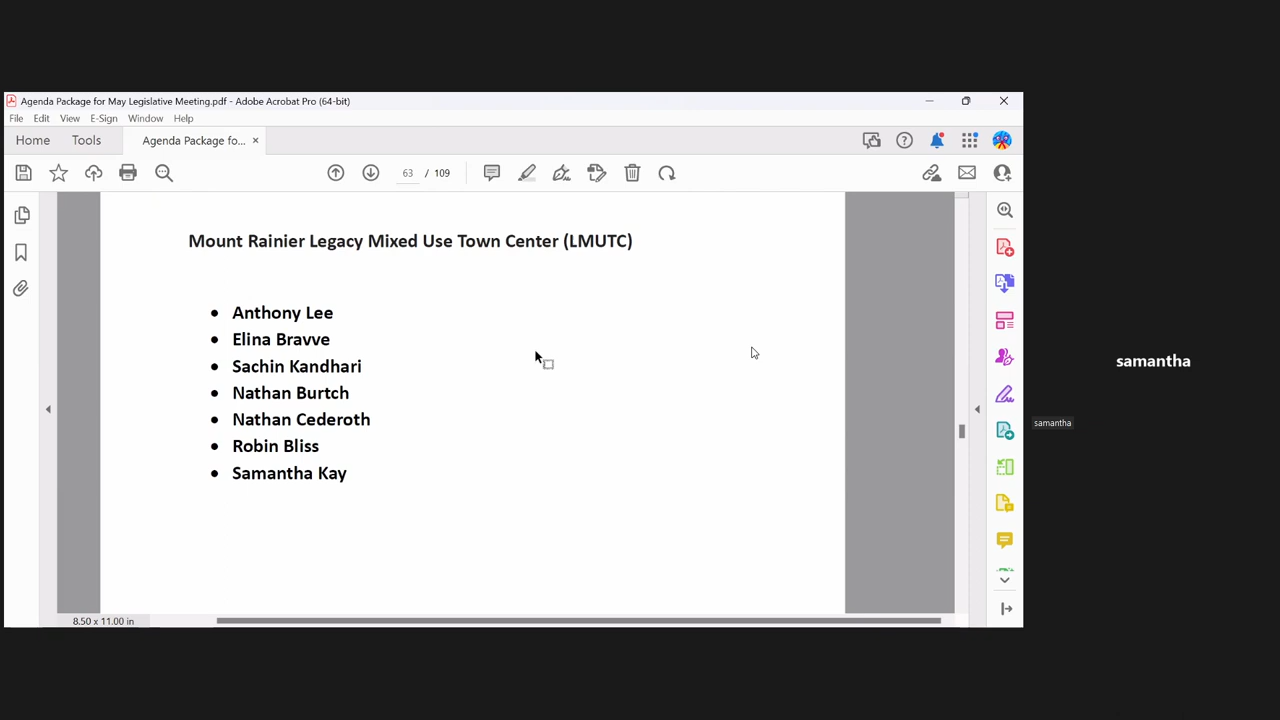 Agenda Package for May Legislative Meeting.pdf - Adobe Acrobat Pro (64-bit)
File Edit View E-Sign Window Help
Home Tools Agenda Package fo... ×
63 / 109
Mount Rainier Legacy Mixed Use Town Center (LMUTC)
• Anthony Lee
• Elina Bravve
• Sachin Kandhari
• Nathan Burtch
• Nathan Cederoth
• Robin Bliss
• Samantha Kay
8.50 x 11.00 in
samantha
samantha